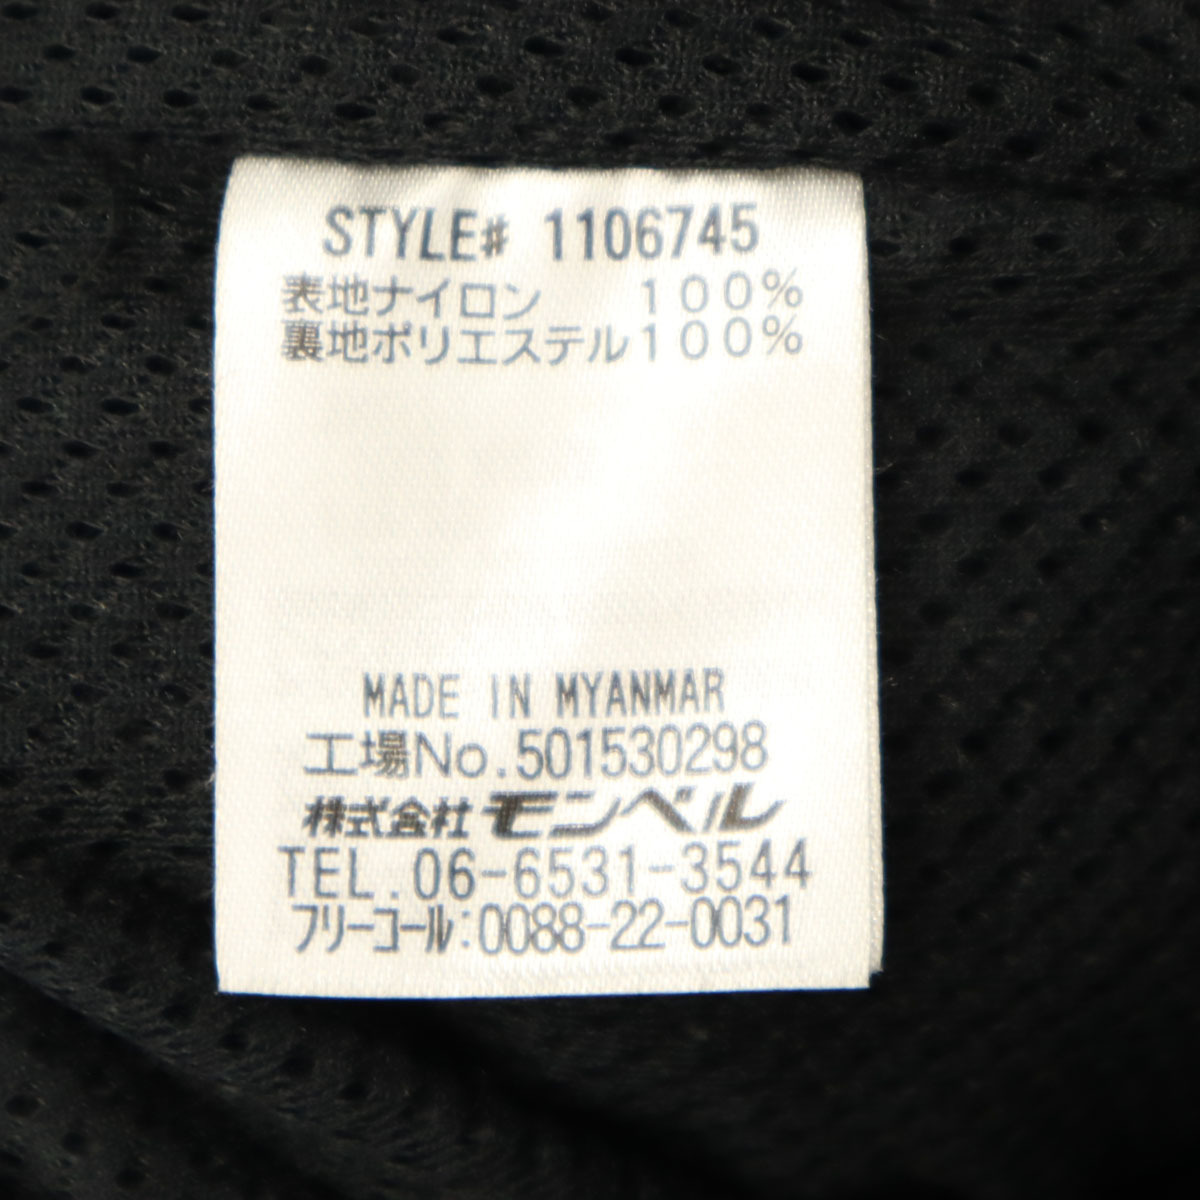 STYLE# 1106745
表地ナイロン　　１００％
裏地ポリエステル１００％
MADE IN MYANMAR
工場No.501530298
株式会社 モンベル
TEL.06-6531-3544
フリーコール:0088-22-0031